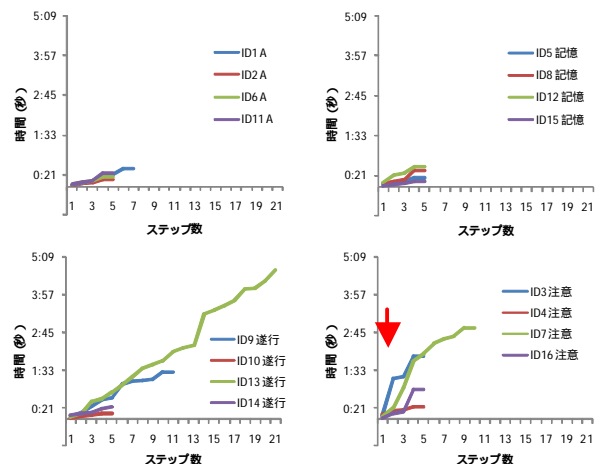 5:09
3:57
2:45
1:33
0:21
時間(秒)
ID1 A
ID2 A
ID6 A
ID11 A
1 3 5 7 9 11 13 15 17 19 21
ステップ数
5:09
3:57
2:45
1:33
0:21
時間(秒)
ID5 記憶
ID8 記憶
ID12 記憶
ID15 記憶
1 3 5 7 9 11 13 15 17 19 21
ステップ数
5:09
3:57
2:45
1:33
0:21
時間(秒)
ID9 遂行
ID10 遂行
ID13 遂行
ID14 遂行
1 3 5 7 9 11 13 15 17 19 21
ステップ数
5:09
3:57
2:45
1:33
0:21
時間(秒)
ID3 注意
ID4 注意
ID7 注意
ID16 注意
1 3 5 7 9 11 13 15 17 19 21
ステップ数